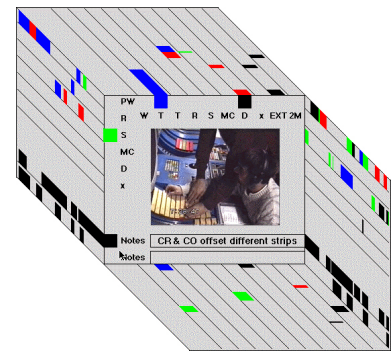 PW
R W T T R S MC D x EXT 2M
S
MC
D
x
Notes CR & CO offset different strips
Notes